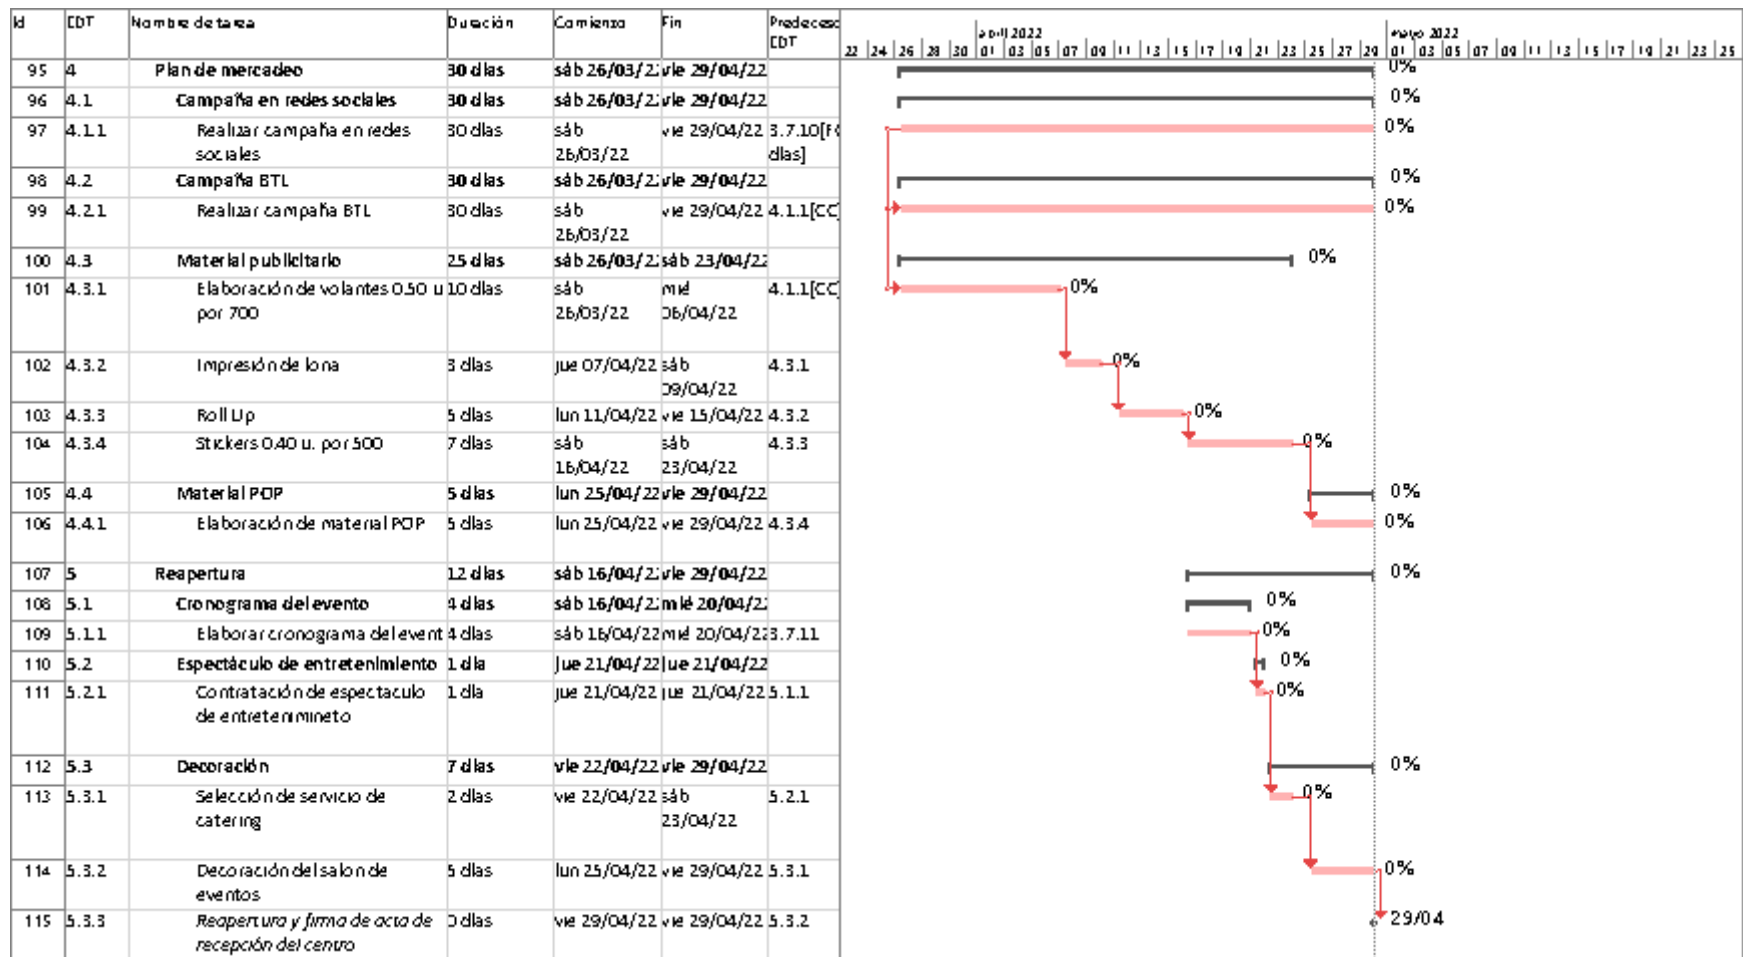 Id EDT Nombre de tarea Duración Comienzo Fin Predeceso
EDT
abril 2022 mayo 2022
22 24 26 28 30 01 03 05 07 09 11 13 15 17 19 21 23 25 27 29 01 03 05 07 09 11 13 15 17 19 21 23 25
95 4 Plan de mercadeo 30 días sáb 26/03/22 vie 29/04/22 0%
96 4.1 Campaña en redes sociales 30 días sáb 26/03/22 vie 29/04/22 0%
97 4.1.1 Realizar campaña en redes 30 días sáb vie 29/04/22 3.7.10[F 0%
sociales 26/03/22 días]
98 4.2 Campaña BTL 30 días sáb 26/03/22 vie 29/04/22 0%
99 4.2.1 Realizar campaña BTL 30 días sáb vie 29/04/22 4.1.1[CC] 0%
26/03/22
100 4.3 Material publicitario 25 días sáb 26/03/22 sáb 23/04/22 0%
101 4.3.1 Elaboración de volantes 0.50 u 10 días sáb mié 4.1.1[CC] 0%
por 700 26/03/22 06/04/22
102 4.3.2 Impresión de lona 3 días jue 07/04/22 sáb 4.3.1 0%
09/04/22
103 4.3.3 Roll Up 5 días lun 11/04/22 vie 15/04/22 4.3.2 0%
104 4.3.4 Stickers 0.40 u. por 500 7 días sáb sáb 4.3.3 0%
16/04/22 23/04/22
105 4.4 Material POP 5 días lun 25/04/22 vie 29/04/22 0%
106 4.4.1 Elaboración de material POP 5 días lun 25/04/22 vie 29/04/22 4.3.4 0%
107 5 Reapertura 12 días sáb 16/04/22 vie 29/04/22 0%
108 5.1 Cronograma del evento 4 días sáb 16/04/22 mié 20/04/22 0%
109 5.1.1 Elaborar cronograma del event 4 días sáb 16/04/22 mié 20/04/22 3.7.11 0%
110 5.2 Espectáculo de entretenimiento 1 día jue 21/04/22 jue 21/04/22 0%
111 5.2.1 Contratación de espectaculo 1 día jue 21/04/22 jue 21/04/22 5.1.1 0%
de entretenimineto
112 5.3 Decoración 7 días vie 22/04/22 vie 29/04/22 0%
113 5.3.1 Selección de servicio de 2 días vie 22/04/22 sáb 5.2.1 0%
catering 23/04/22
114 5.3.2 Decoración del salon de 5 días lun 25/04/22 vie 29/04/22 5.3.1 0%
eventos
115 5.3.3 Reapertura y firma de acta de 0 días vie 29/04/22 vie 29/04/22 5.3.2 29/04
recepción del centro